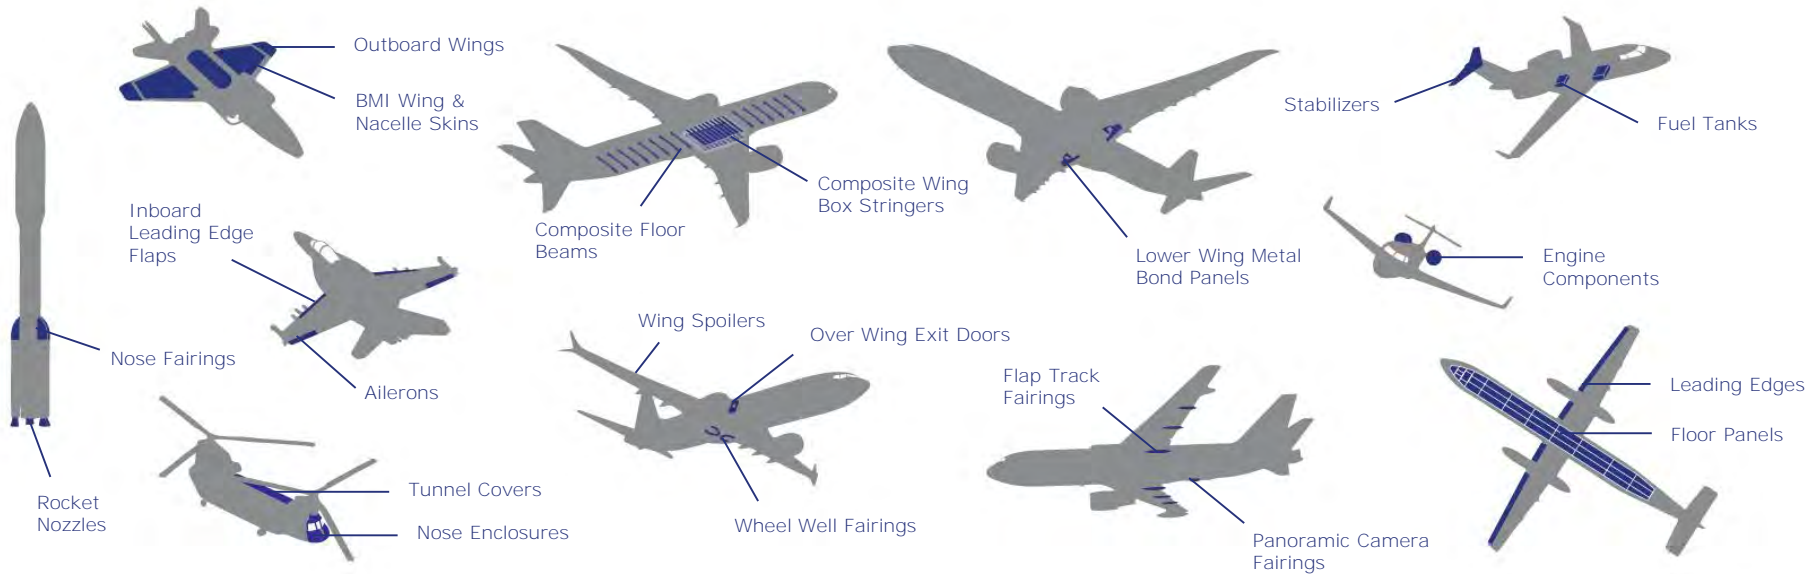 Outboard Wings
BMI Wing &
Nacelle Skins
Stabilizers
Fuel Tanks
Composite Wing
Box Stringers
Composite Floor
Beams
Inboard
Leading Edge
Flaps
Lower Wing Metal
Bond Panels
Engine
Components
Nose Fairings
Ailerons
Wing Spoilers
Over Wing Exit Doors
Flap Track
Fairings
Leading Edges
Floor Panels
Rocket
Nozzles
Tunnel Covers
Nose Enclosures
Wheel Well Fairings
Panoramic Camera
Fairings